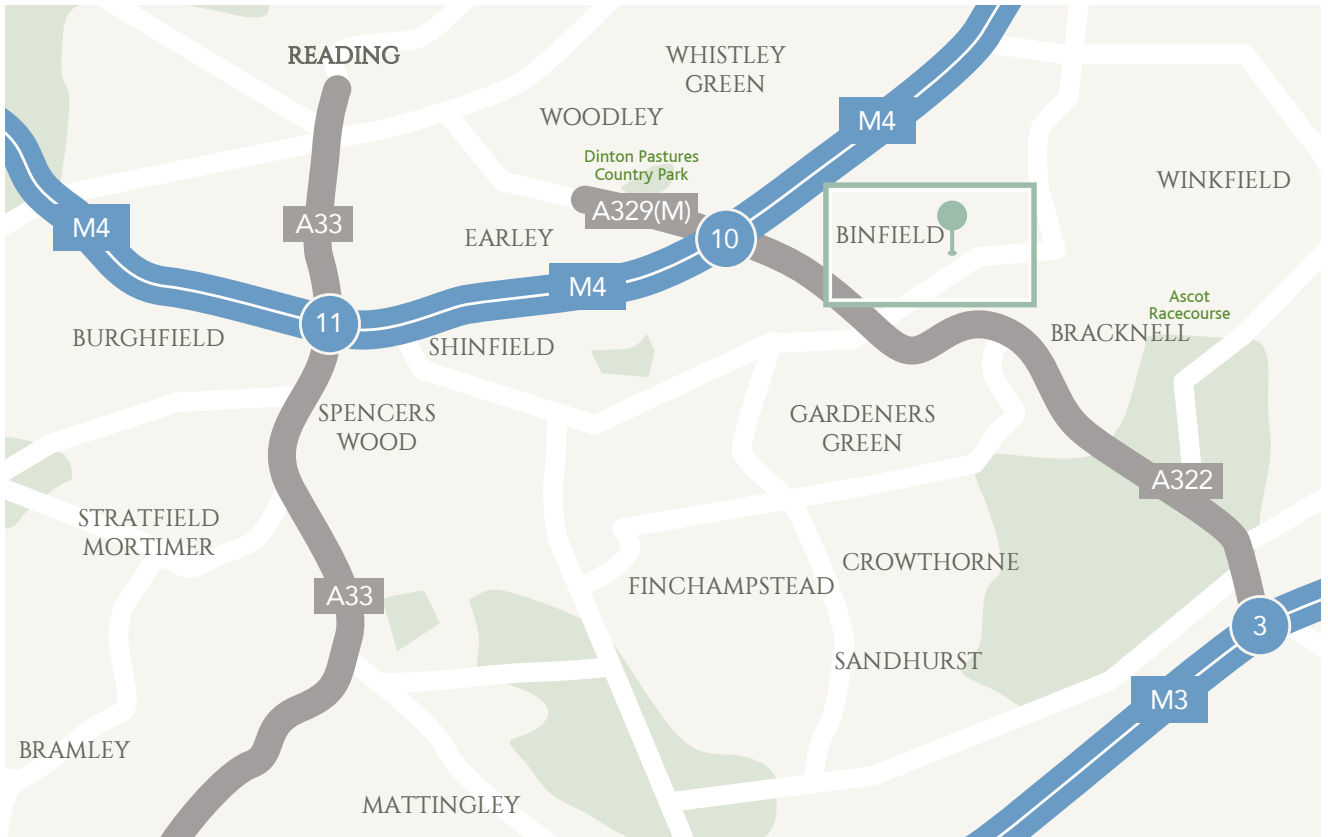 READING
WHISTLEY
GREEN
WOODLEY
M4
Dinton Pastures
Country Park
WINKFIELD
A329(M)
A33
M4
EARLEY
10
BINFIELD
M4
Ascot
Racecourse
11
BURGHFIELD
SHINFIELD
BRACKNELL
SPENCERS
WOOD
GARDENERS
GREEN
A322
STRATFIELD
MORTIMER
CROWTHORNE
FINCHAMPSTEAD
A33
3
SANDHURST
M3
BRAMLEY
MATTINGLEY